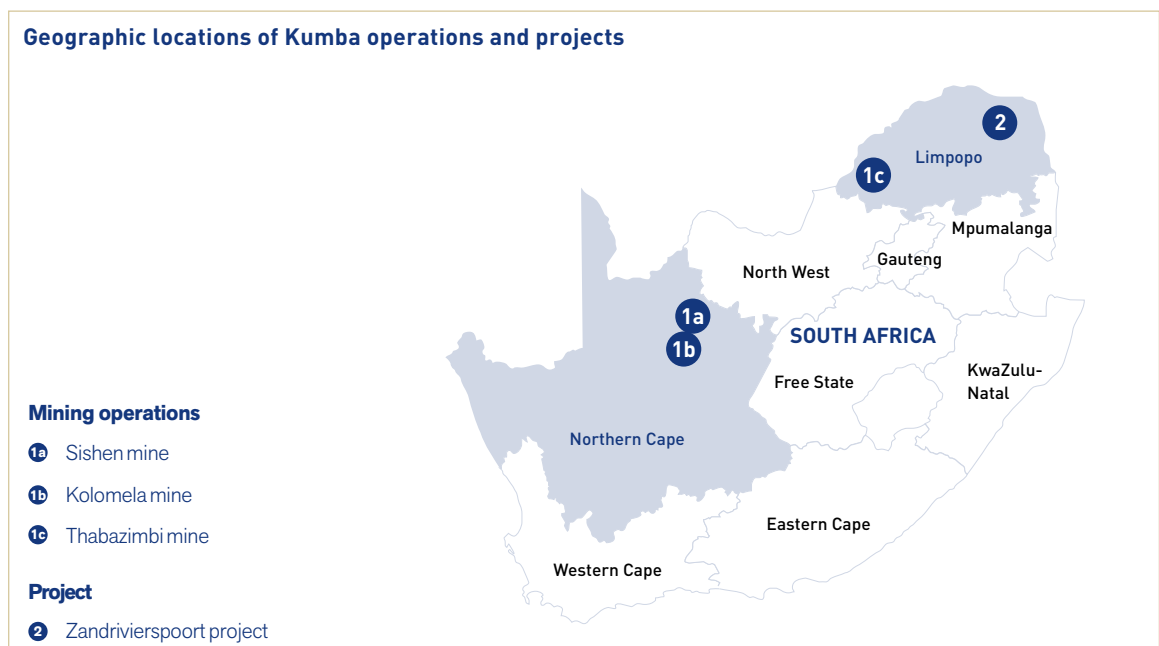 Geographic locations of Kumba operations and projects
2
Limpopo
1c
Mpumalanga
Gauteng
North West
1a
SOUTH AFRICA
1b
KwaZulu-
Natal
Free State
Northern Cape
Eastern Cape
Western Cape
Mining operations
1a Sishen mine
1b Kolomela mine
1c Thabazimbi mine
Project
2 Zandrivierspoort project